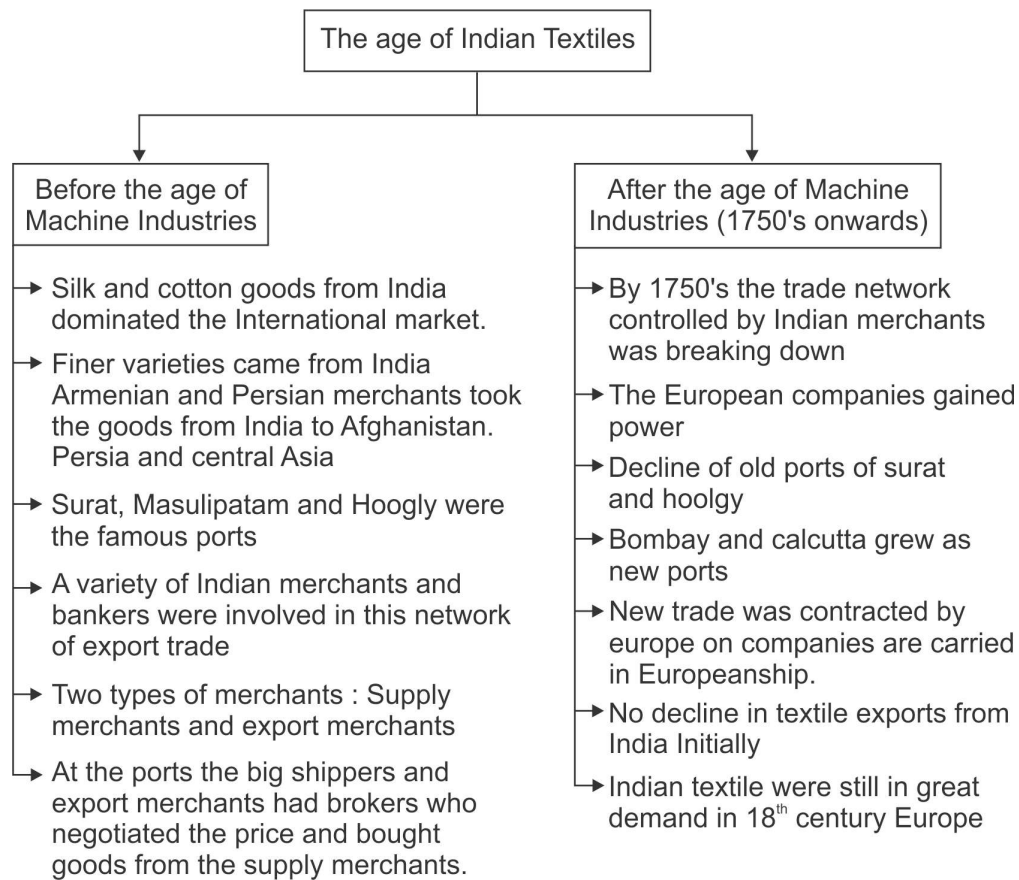 The age of Indian Textiles
Before the age of
Machine Industries
Silk and cotton goods from India
dominated the International market.
Finer varieties came from India
Armenian and Persian merchants took
the goods from India to Afghanistan.
Persia and central Asia
Surat, Masulipatam and Hoogly were
the famous ports
A variety of Indian merchants and
bankers were involved in this network
of export trade
Two types of merchants : Supply
merchants and export merchants
At the ports the big shippers and
export merchants had brokers who
negotiated the price and bought
goods from the supply merchants.
After the age of Machine
Industries (1750's onwards)
By 1750's the trade network
controlled by Indian merchants
was breaking down
The European companies gained
power
Decline of old ports of surat
and hoolgy
Bombay and calcutta grew as
new ports
New trade was contracted by
europe on companies are carried
in Europeanship.
No decline in textile exports from
India Initially
Indian textile were still in great
demand in 18th century Europe